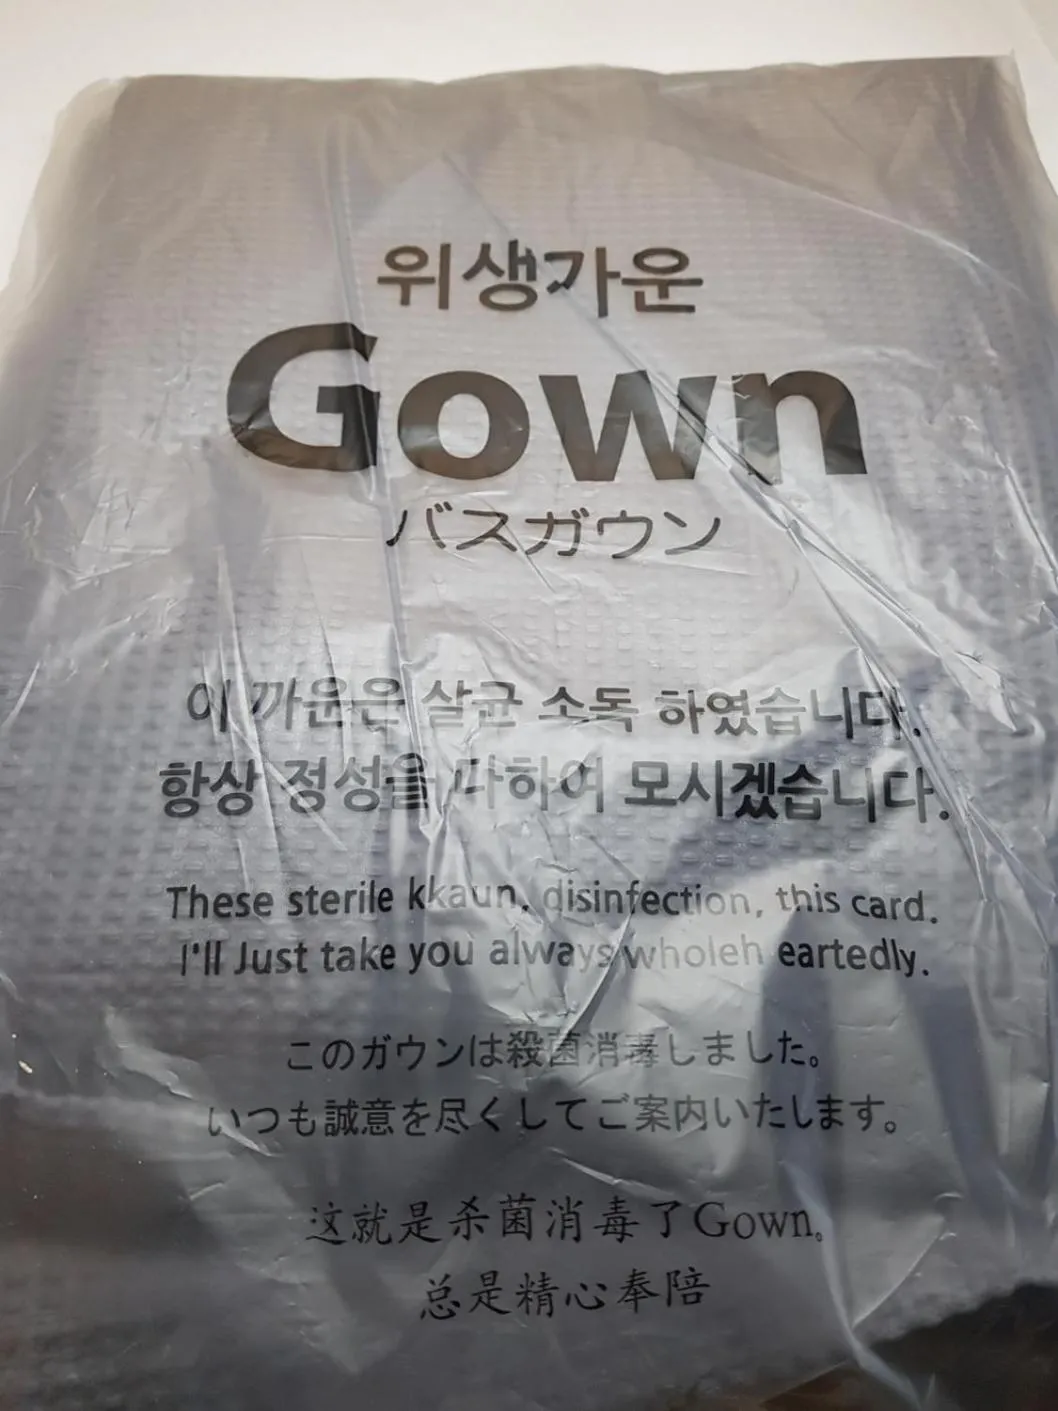 위생가운
Gown
バスガウン
이 까운은 살균 소독 하였습니다.
항상 정성을 다하여 모시겠습니다.
These sterile kkaun, disinfection, this card.
I'll Just take you always wholeh eartedly.
このガウンは殺菌消毒しました。
いつも誠意を尽くしてご案内いたします。
这就是杀菌消毒了Gown。
总是精心奉陪